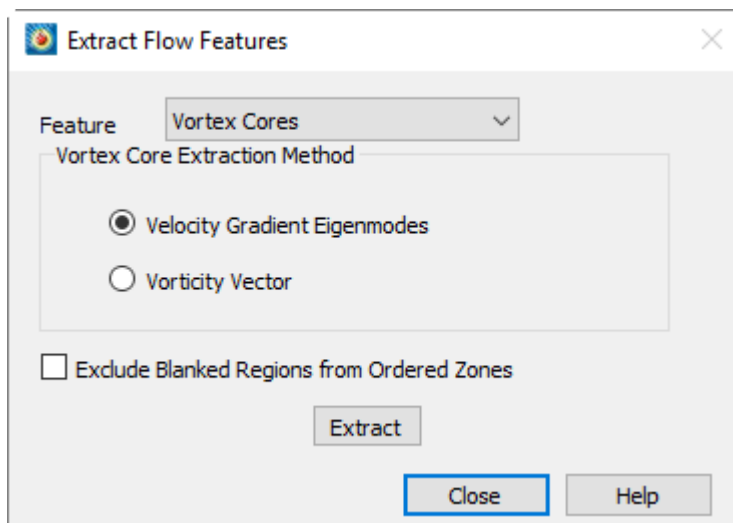 Extract Flow Features
Feature Vortex Cores
Vortex Core Extraction Method
Velocity Gradient Eigenmodes
Vorticity Vector
Exclude Blanked Regions from Ordered Zones
Extract
Close Help